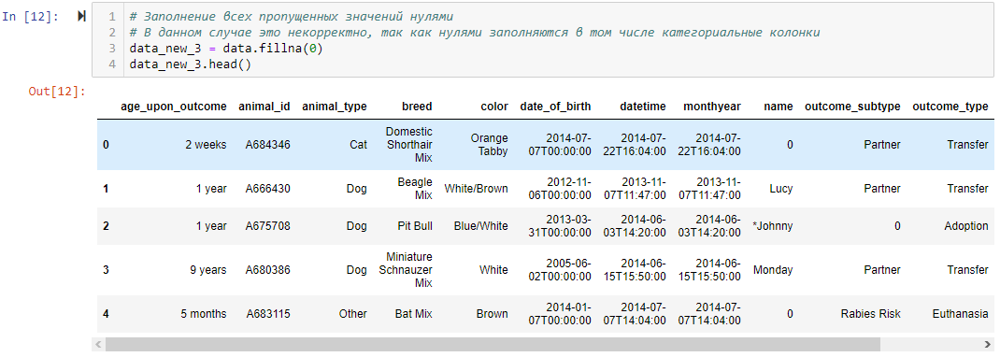 In [12]:
1 # Заполнение всех пропущенных значений нулями
2 # В данном случае это некорректно, так как нулями заполняются в том числе категориальные колонки
3 data_new_3 = data.fillna(0)
4 data_new_3.head()
Out[12]:
age_upon_outcome animal_id animal_type breed color date_of_birth datetime monthyear name outcome_subtype outcome_type
0 2 weeks A684346 Cat Domestic Shorthair Mix Orange Tabby 2014-07-07T00:00:00 2014-07-22T16:04:00 2014-07-22T16:04:00 0 Partner Transfer
1 1 year A666430 Dog Beagle Mix White/Brown 2012-11-06T00:00:00 2013-11-07T11:47:00 2013-11-07T11:47:00 Lucy Partner Transfer
2 1 year A675708 Dog Pit Bull Blue/White 2013-03-31T00:00:00 2014-06-03T14:20:00 2014-06-03T14:20:00 *Johnny 0 Adoption
3 9 years A680386 Dog Miniature Schnauzer Mix White 2005-06-02T00:00:00 2014-06-15T15:50:00 2014-06-15T15:50:00 Monday Partner Transfer
4 5 months A683115 Other Bat Mix Brown 2014-01-07T00:00:00 2014-07-07T14:04:00 2014-07-07T14:04:00 0 Rabies Risk Euthanasia